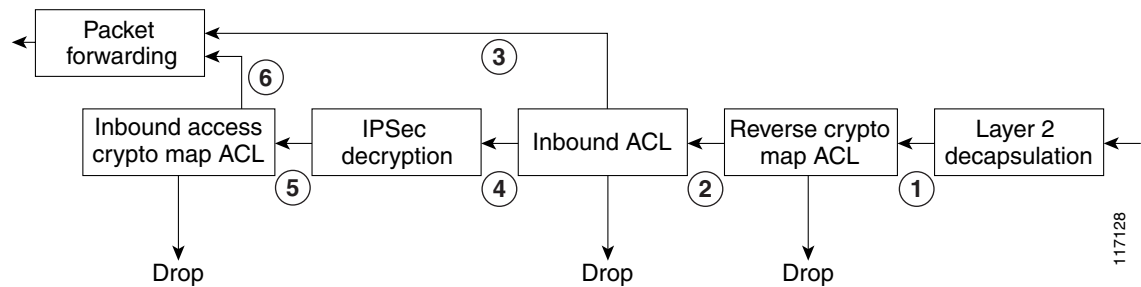 Packet
forwarding
3
6
Inbound access
crypto map ACL
IPSec
decryption
Inbound ACL
Reverse crypto
map ACL
Layer 2
decapsulation
5
4
2
1
Drop
Drop
Drop
117128